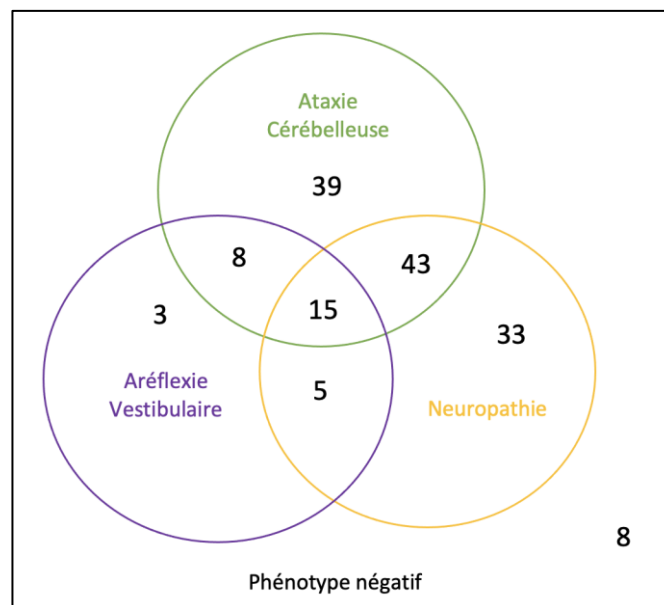 Ataxie
Cérébelleuse
39
8
43
15
3
33
Aréflexie
Vestibulaire
5
Neuropathie
8
Phénotype négatif